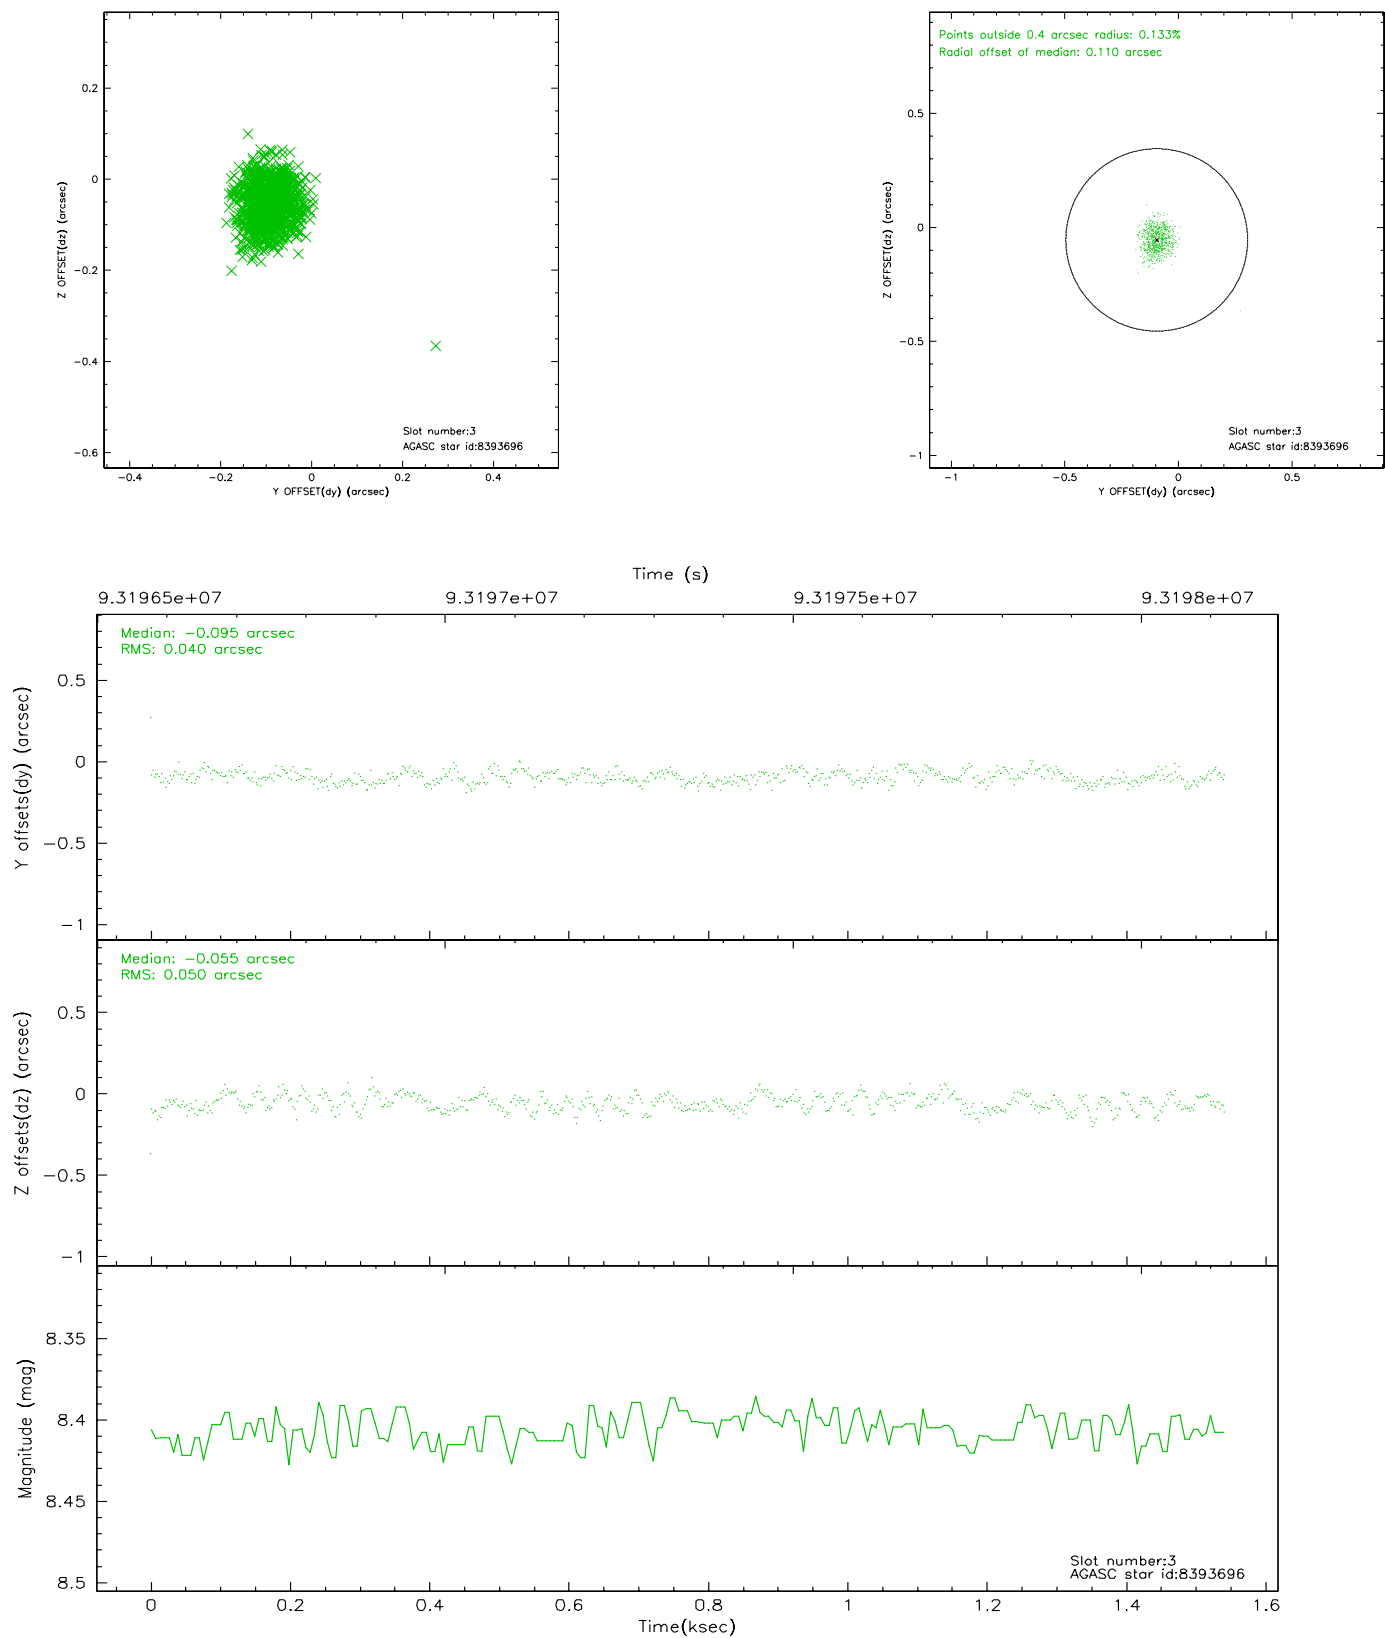 0.2
0
−0.2
−0.4
−0.6
Z OFFSET(dz) (arcsec)
Slot number:3
AGASC star id:8393696
−0.4 −0.2 0 0.2 0.4
Y OFFSET(dy) (arcsec)
Points outside 0.4 arcsec radius: 0.133%
Radial offset of median: 0.110 arcsec
0.5
0
−0.5
−1
Z OFFSET(dz) (arcsec)
Slot number:3
AGASC star id:8393696
−1 −0.5 0 0.5
Y OFFSET(dy) (arcsec)
Time (s)
9.31965e+07 9.3197e+07 9.31975e+07 9.3198e+07
Median: −0.095 arcsec
RMS: 0.040 arcsec
0.5
0
−0.5
−1
Y offsets(dy) (arcsec)
Median: −0.055 arcsec
RMS: 0.050 arcsec
0.5
0
−0.5
−1
Z offsets(dz) (arcsec)
8.35
8.4
8.45
8.5
Magnitude (mag)
Slot number:3
AGASC star id:8393696
0 0.2 0.4 0.6 0.8 1 1.2 1.4 1.6
Time(ksec)